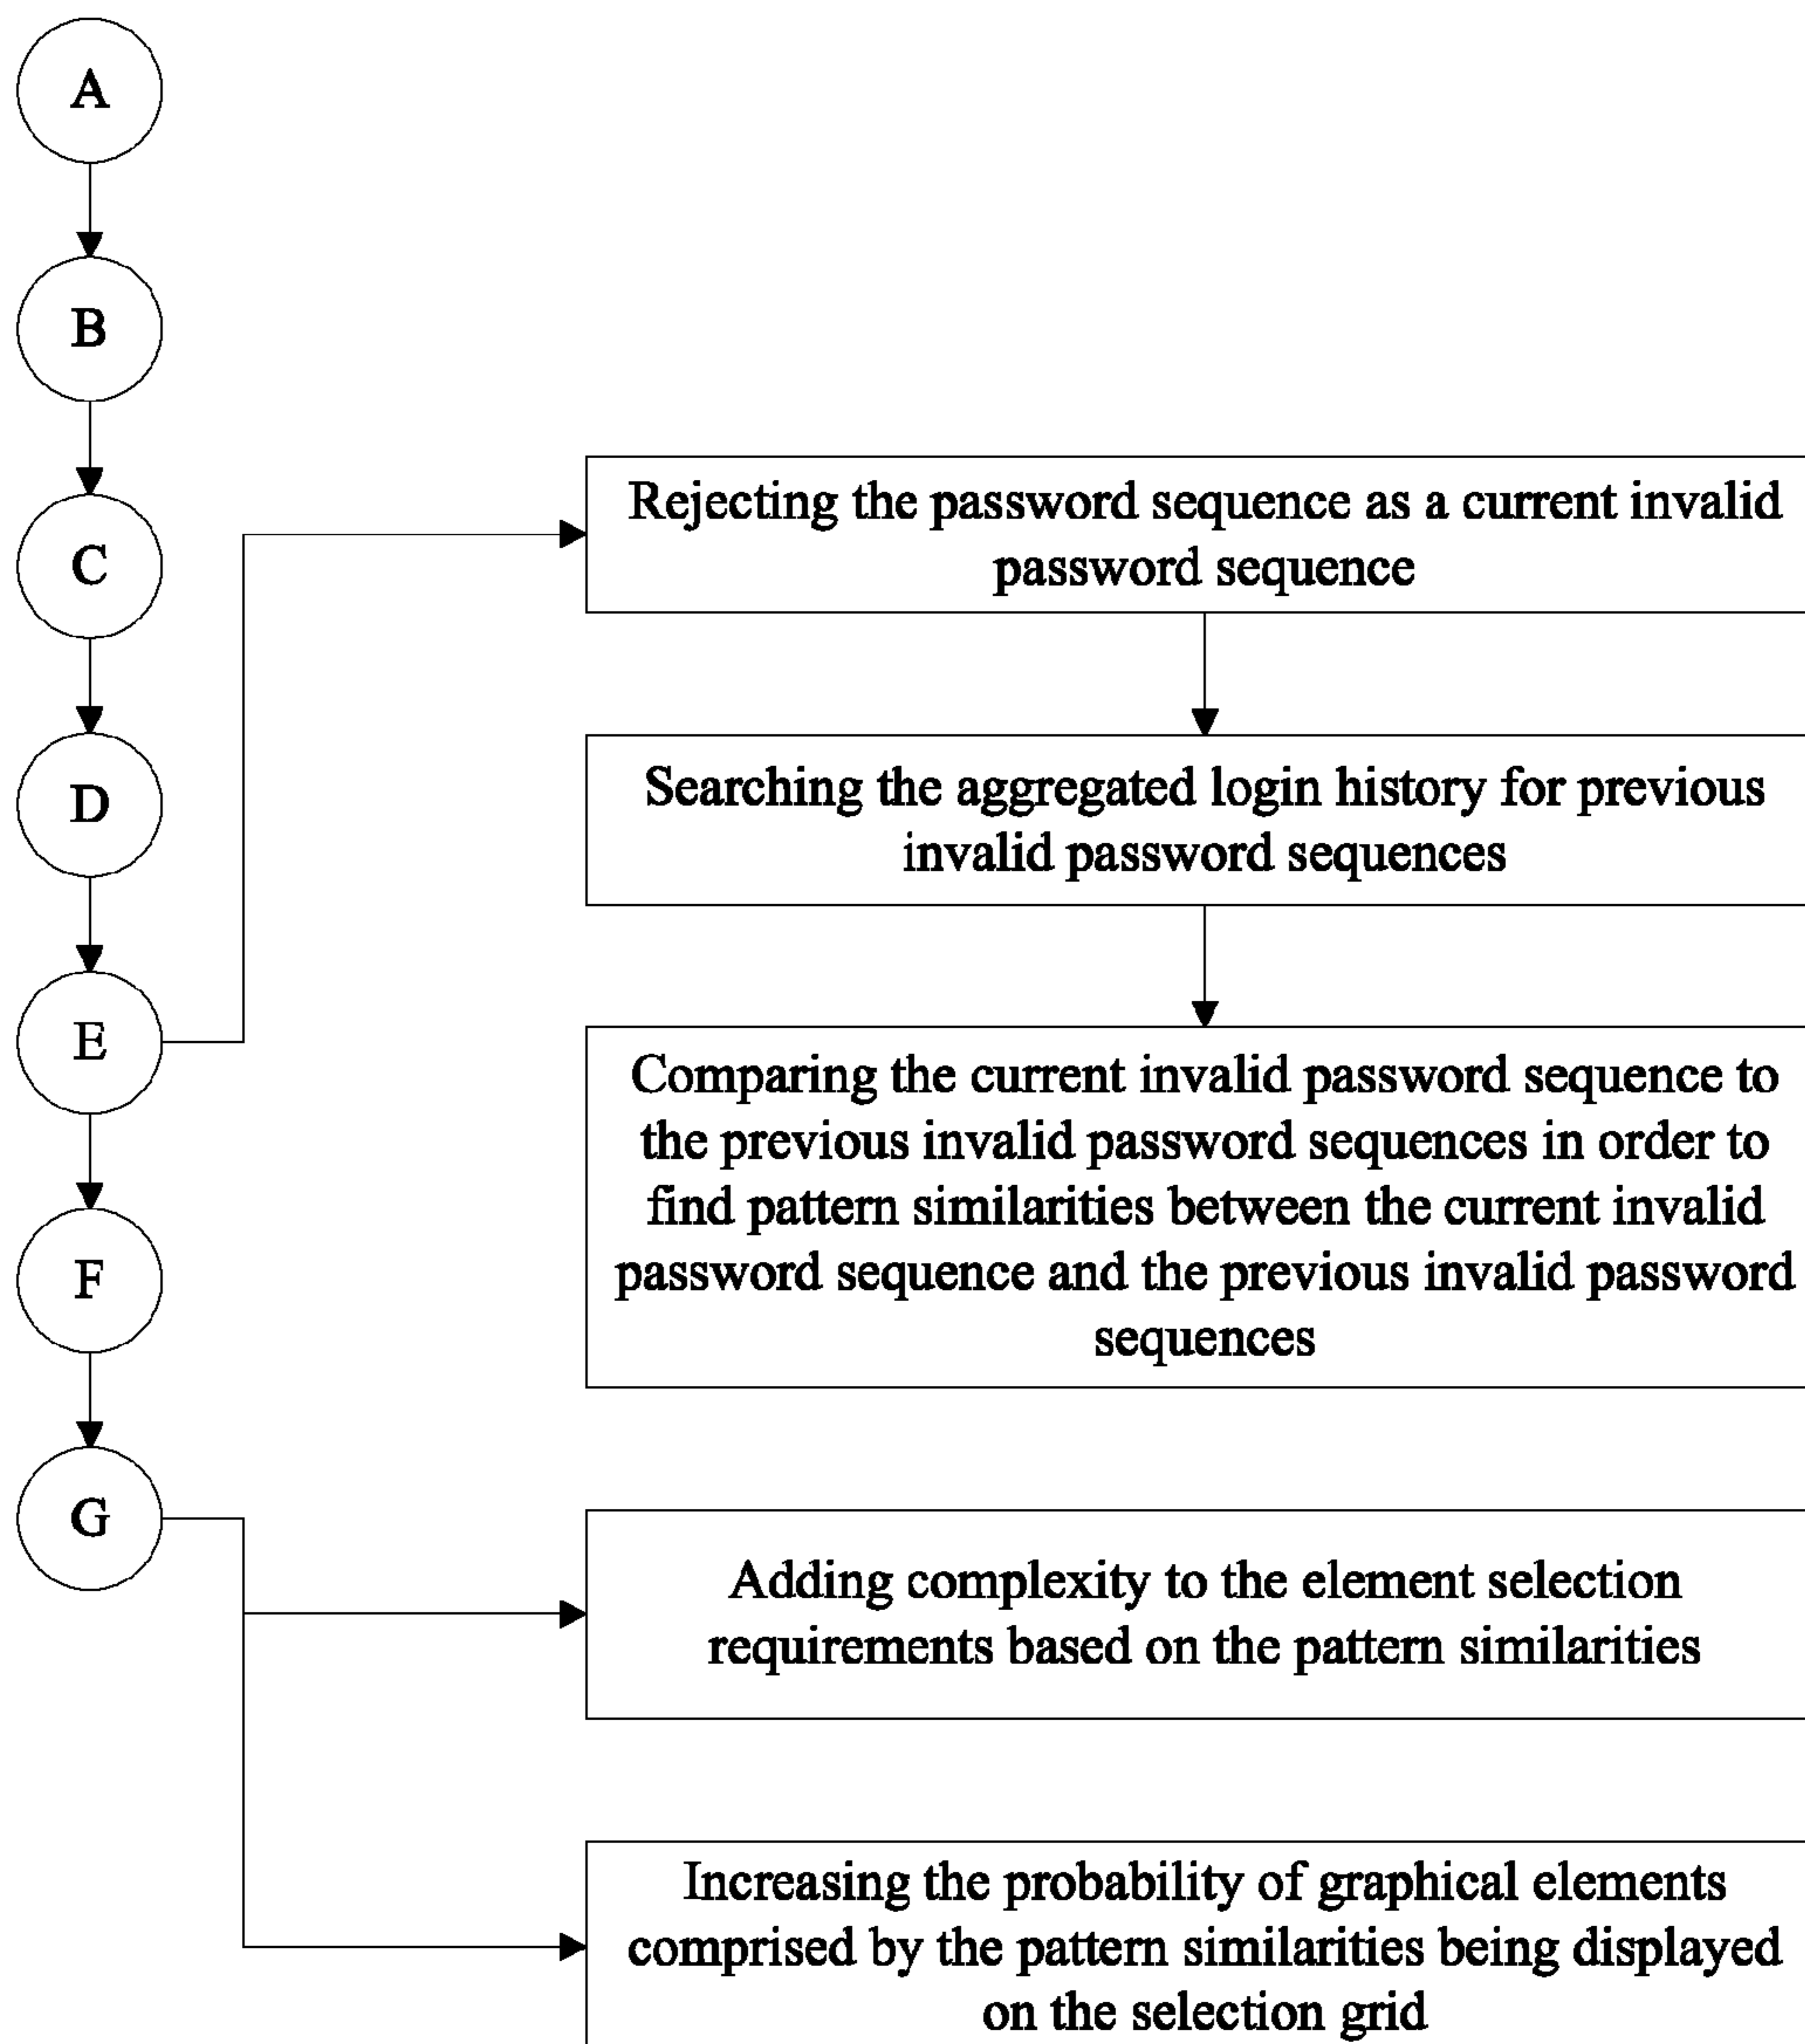 A
B
C
D
E
F
G
Rejecting the password sequence as a current invalid
password sequence
Searching the aggregated login history for previous
invalid password sequences
Comparing the current invalid password sequence to
the previous invalid password sequences in order to
find pattern similarities between the current invalid
password sequence and the previous invalid password
sequences
Adding complexity to the element selection
requirements based on the pattern similarities
Increasing the probability of graphical elements
comprised by the pattern similarities being displayed
on the selection grid